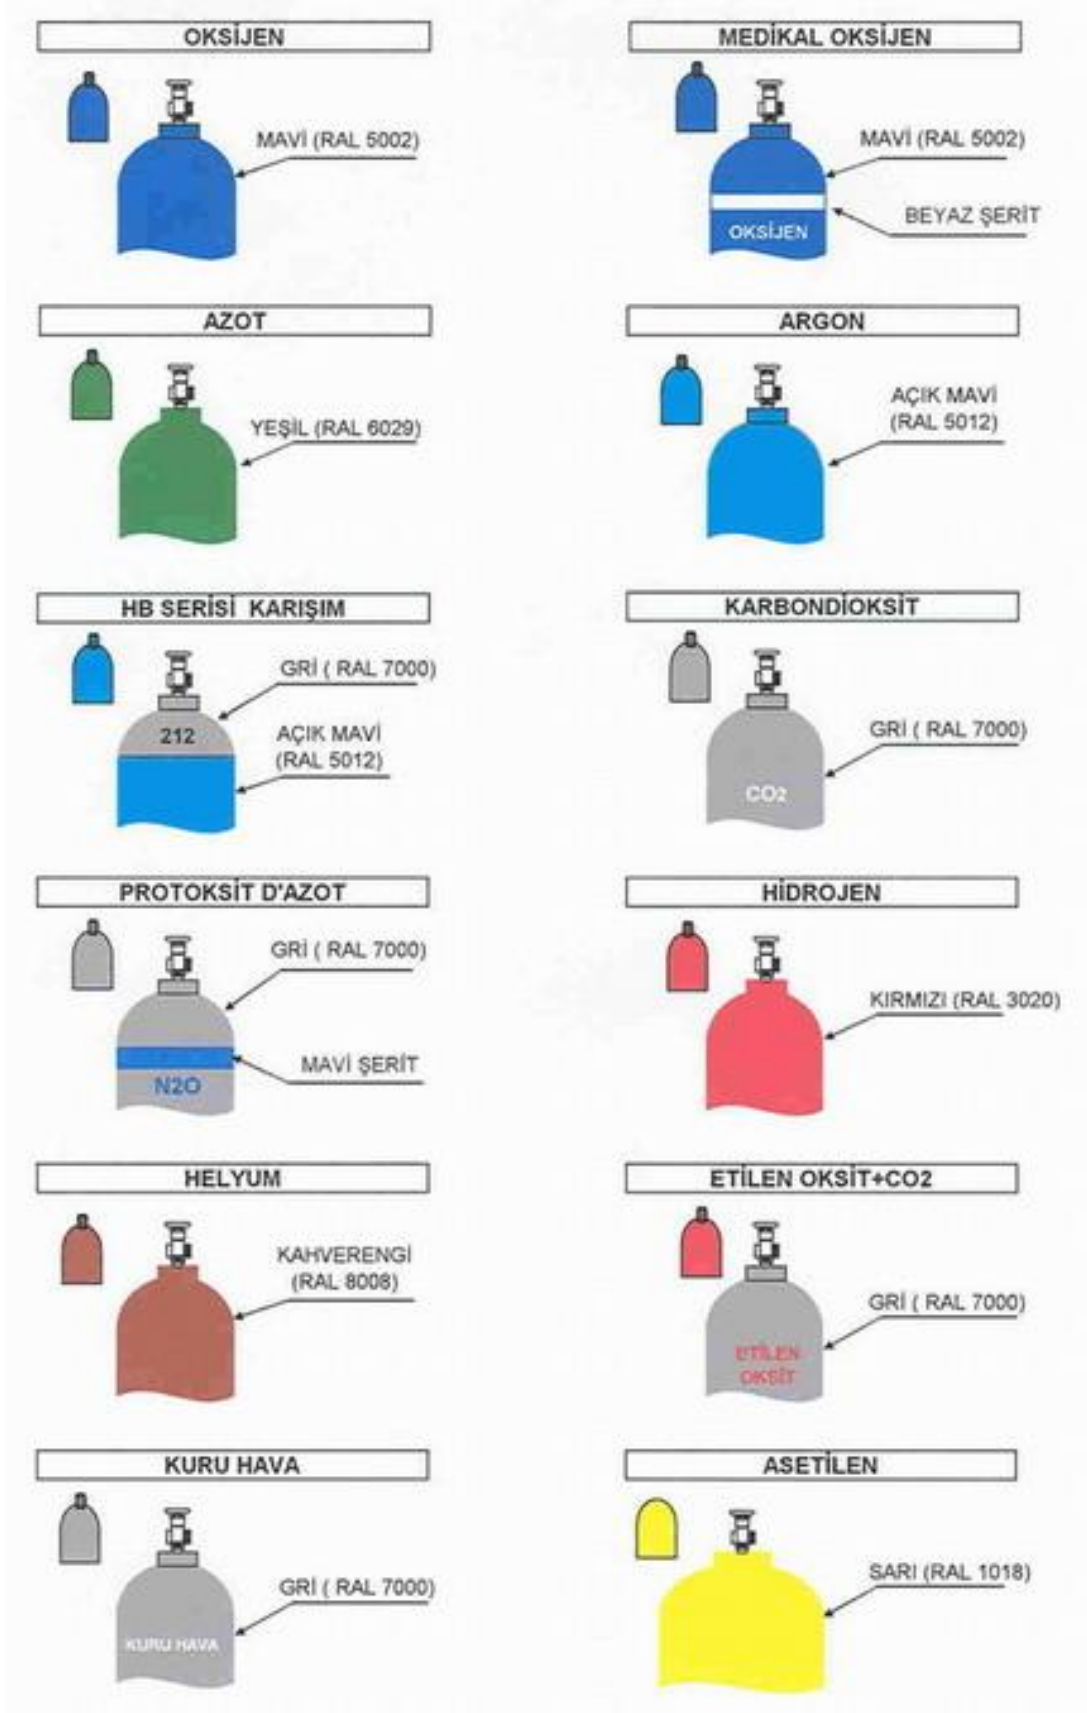 OKSİJEN
MAVİ (RAL 5002)
MEDİKAL OKSİJEN
MAVİ (RAL 5002)
BEYAZ ŞERİT
OKSİJEN
AZOT
YEŞİL (RAL 6029)
ARGON
AÇIK MAVİ
(RAL 5012)
HB SERİSİ KARIŞIM
GRİ ( RAL 7000)
212
AÇIK MAVİ
(RAL 5012)
KARBONDİOKSİT
GRİ ( RAL 7000)
CO2
PROTOKSİT D'AZOT
GRİ ( RAL 7000)
MAVİ ŞERİT
N2O
HİDROJEN
KIRMIZI (RAL 3020)
HELYUM
KAHVERENGİ
(RAL 8008)
ETİLEN OKSİT+CO2
GRİ ( RAL 7000)
ETİLEN
OKSİT
KURU HAVA
GRİ ( RAL 7000)
KURU HAVA
ASETİLEN
SARI (RAL 1018)